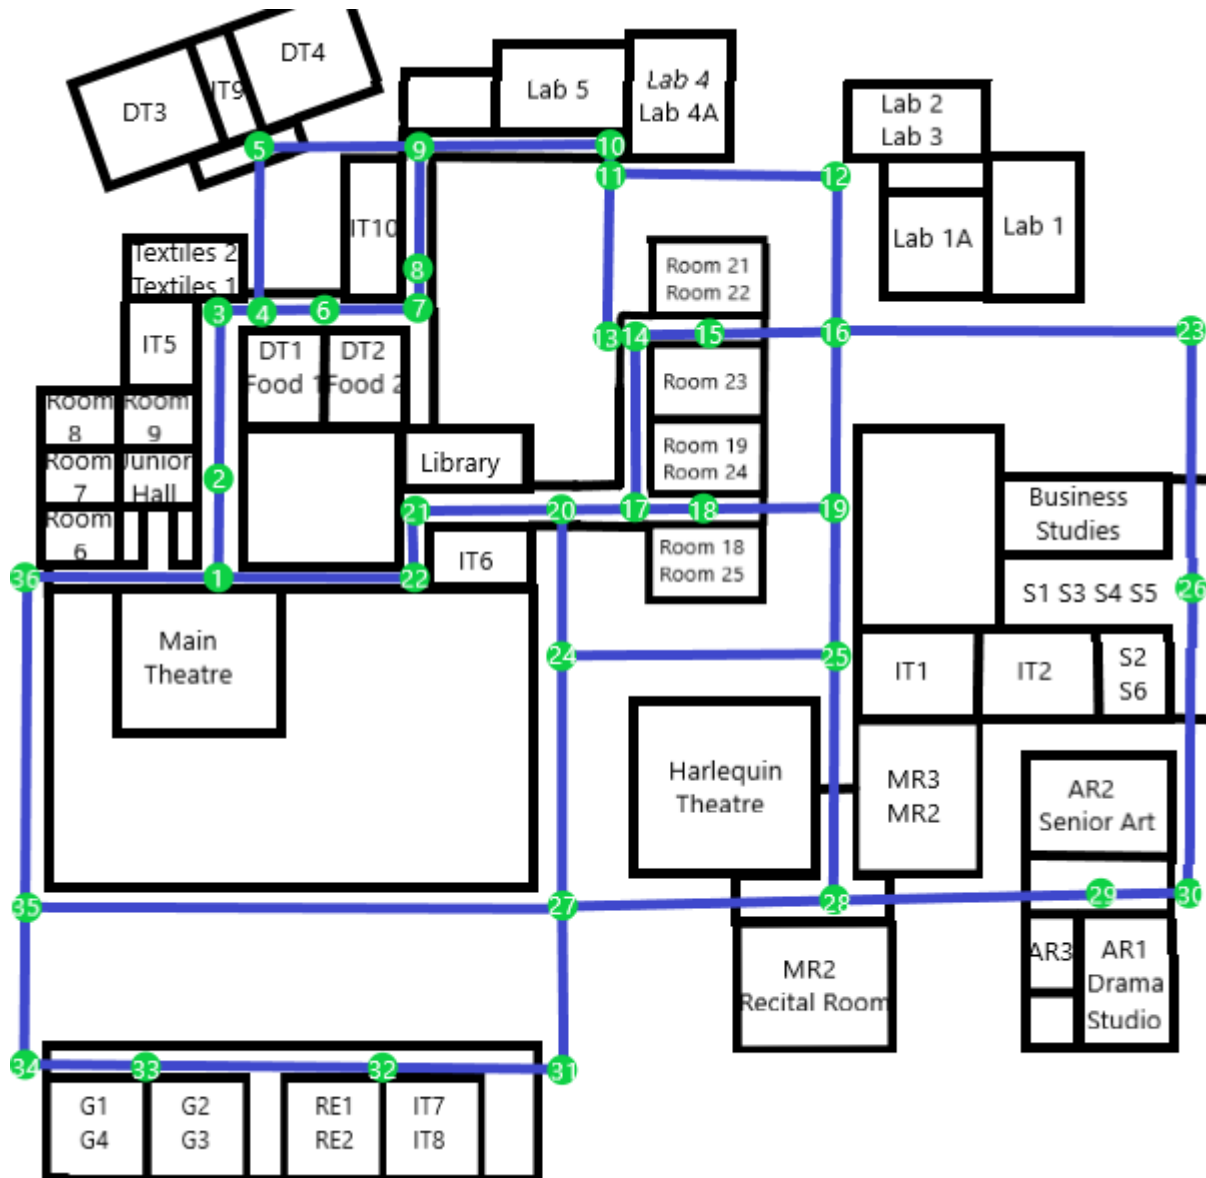 DT4
IT9
DT3
Lab 5
Lab 4
Lab 4A
Lab 2
Lab 3
5
9
10
11
12
IT10
Lab 1A
Lab 1
Textiles 2
Textiles 1
8
Room 21
Room 22
3
4
6
7
13
14
15
16
23
IT5
DT1
Food 1
DT2
Food 2
Room 23
Room
8
Room
9
Room
7
Junior
Hall
2
Library
Room 19
Room 24
Business
Studies
21
20
17
18
19
Room
6
IT6
Room 18
Room 25
36
1
22
S1 S3 S4 S5
26
Main
Theatre
24
25
IT1
IT2
S2
S6
Harlequin
Theatre
MR3
MR2
AR2
Senior Art
35
27
28
29
30
MR2
Recital Room
AR3
AR1
Drama
Studio
34
33
32
31
G1
G4
G2
G3
RE1
RE2
IT7
IT8